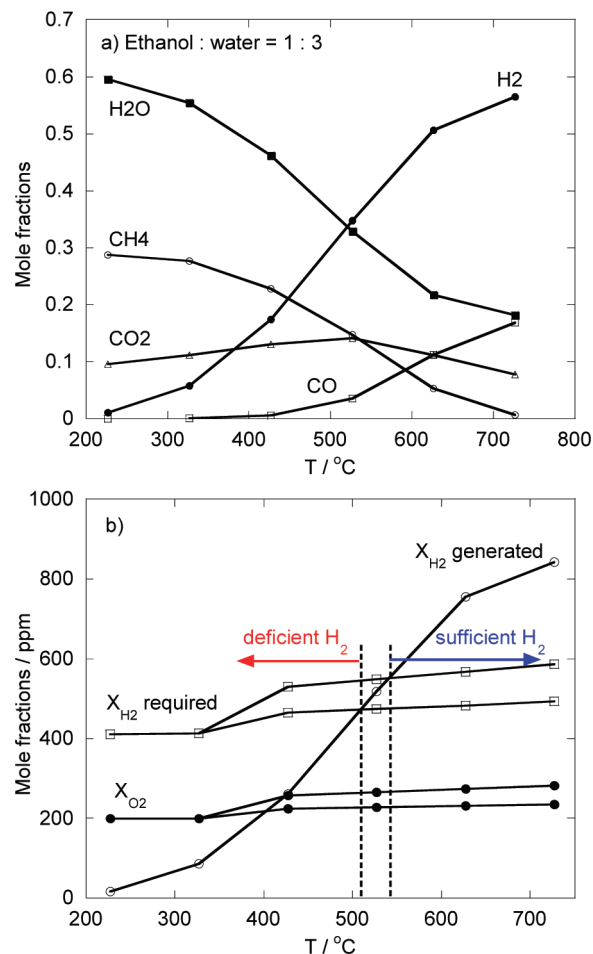 a) Ethanol : water = 1 : 3
H2
H2O
CH4
CO2
CO
Mole fractions
0.7
0.6
0.5
0.4
0.3
0.2
0.1
0
200 300 400 500 600 700 800
T / °C
b)
X_H2 generated
deficient H2
sufficient H2
X_H2 required
X_O2
Mole fractions / ppm
1000
800
600
400
200
0
200 300 400 500 600 700
T / °C